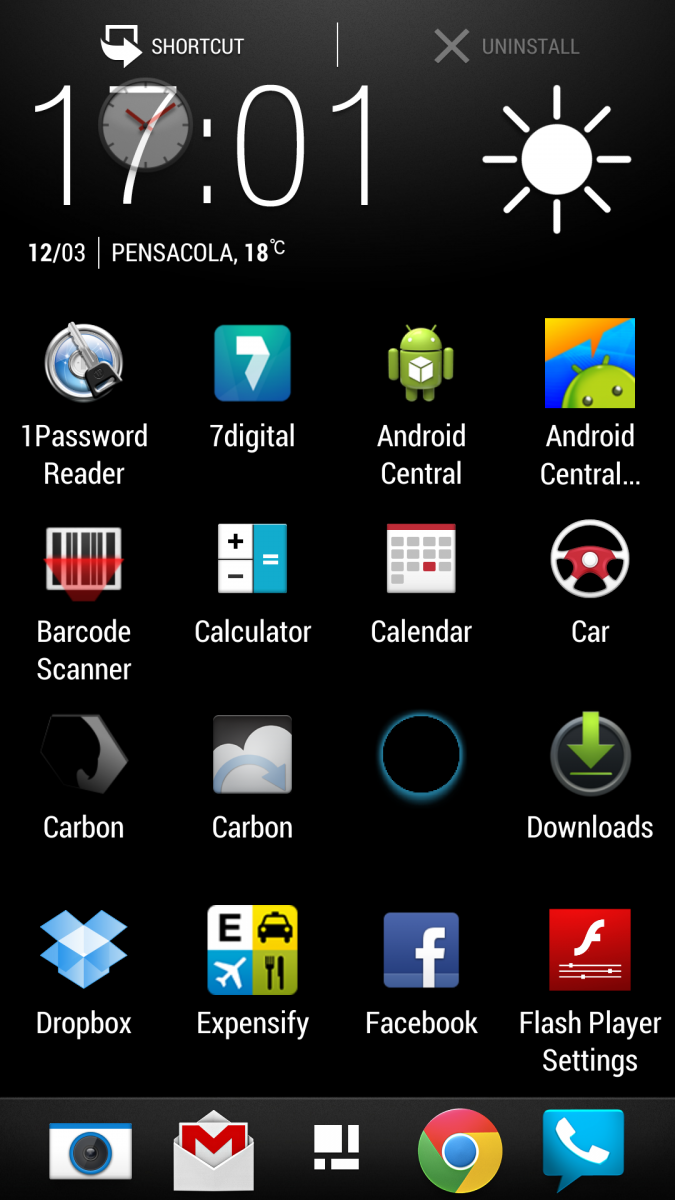 SHORTCUT
UNINSTALL
17:01
12/03 | PENSACOLA, 18°C
1Password Reader
7digital
Android Central
Android Central...
Barcode Scanner
Calculator
Calendar
Car
Carbon
Carbon
Downloads
Dropbox
E
Expensify
Facebook
Flash Player Settings